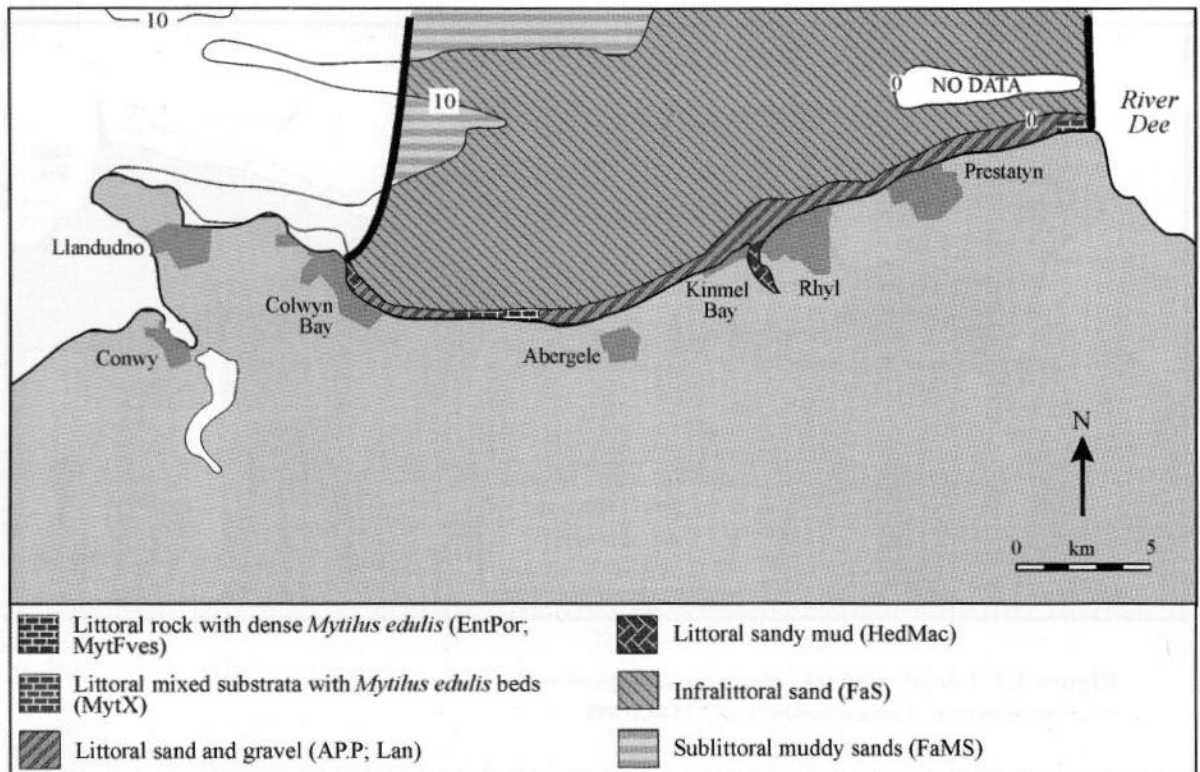 10
10
0
NO DATA
0
River
Dee
Prestatyn
Llandudno
Colwyn
Bay
Kinmel
Bay
Rhyl
Conwy
Abergele
N
0 km 5
Littoral rock with dense Mytilus edulis (EntPor;
MytFves)
Littoral mixed substrata with Mytilus edulis beds
(MytX)
Littoral sand and gravel (AP.P; Lan)
Littoral sandy mud (HedMac)
Infralittoral sand (FaS)
Sublittoral muddy sands (FaMS)